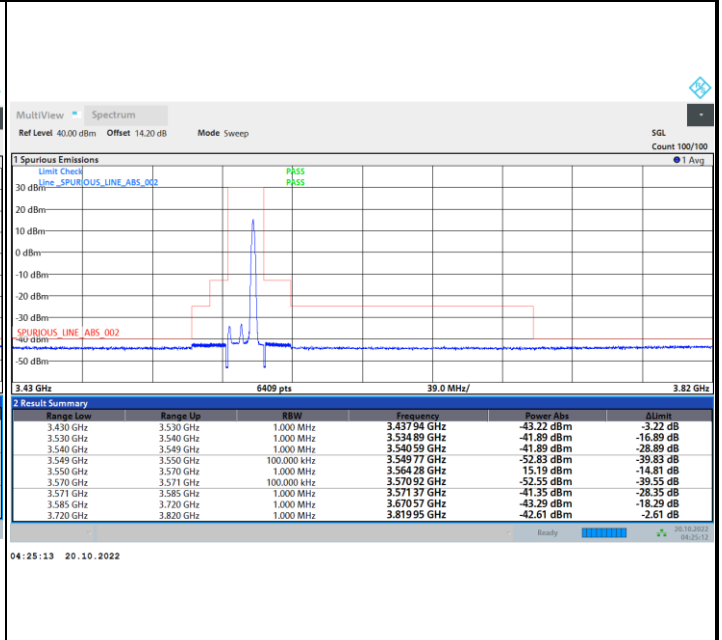 MultiView Spectrum
Ref Level 40.00 dBm Offset 14.20 dB Mode Sweep SGL
Count 100/100
1 Spurious Emissions 1 Avg
Limit Check PASS
Line _SPURIOUS_LINE_ABS_002 PASS
30 dBm
20 dBm
10 dBm
0 dBm
-10 dBm
-20 dBm
-30 dBm
SPURIOUS_LINE_ABS_002
-40 dBm
-50 dBm
3.43 GHz 6409 pts 39.0 MHz/ 3.82 GHz
2 Result Summary
Range Low Range Up RBW Frequency Power Abs ΔLimit
3.430 GHz 3.530 GHz 1.000 MHz 3.437 94 GHz -43.22 dBm -3.22 dB
3.530 GHz 3.540 GHz 1.000 MHz 3.534 89 GHz -41.89 dBm -16.89 dB
3.540 GHz 3.549 GHz 1.000 MHz 3.540 59 GHz -41.89 dBm -28.89 dB
3.549 GHz 3.550 GHz 100.000 kHz 3.549 77 GHz -52.83 dBm -39.83 dB
3.550 GHz 3.570 GHz 1.000 MHz 3.564 28 GHz 15.19 dBm -14.81 dB
3.570 GHz 3.571 GHz 100.000 kHz 3.570 92 GHz -52.55 dBm -39.55 dB
3.571 GHz 3.585 GHz 1.000 MHz 3.571 37 GHz -41.35 dBm -28.35 dB
3.585 GHz 3.720 GHz 1.000 MHz 3.670 57 GHz -43.29 dBm -18.29 dB
3.720 GHz 3.820 GHz 1.000 MHz 3.819 95 GHz -42.61 dBm -2.61 dB
Ready 20.10.2022
04:25:12
04:25:13 20.10.2022